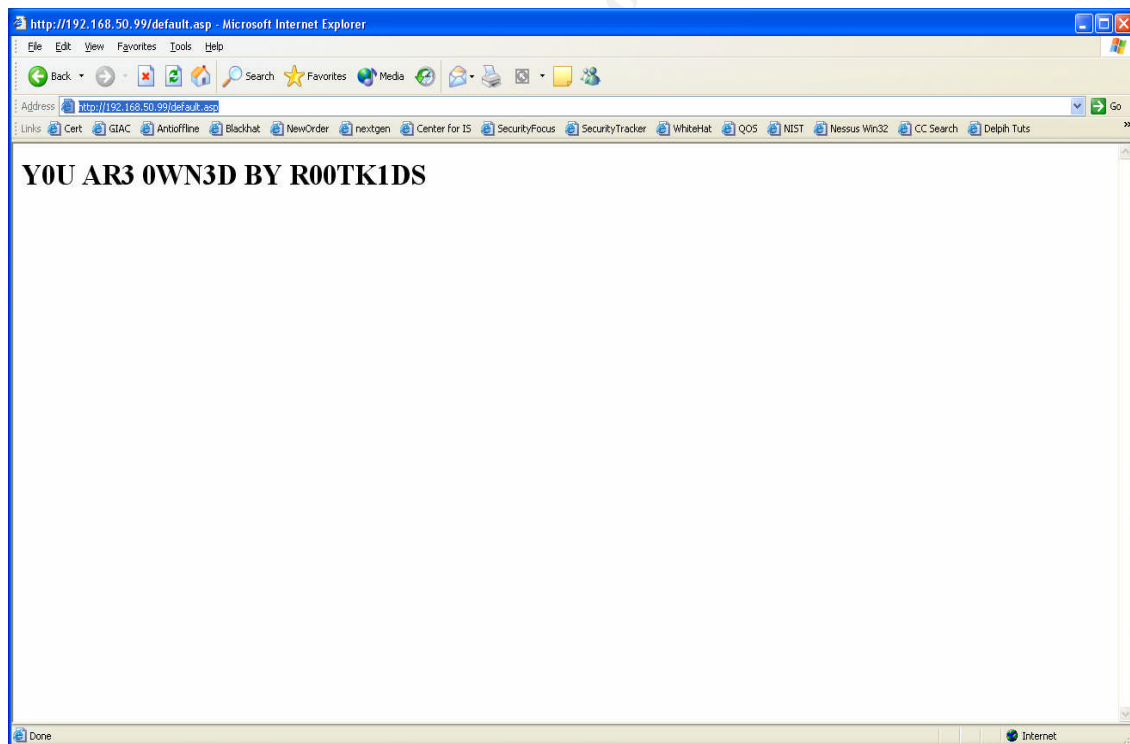 http://192.168.50.99/default.asp - Microsoft Internet Explorer
File Edit View Favorites Tools Help
Back Search Favorites Media
Address http://192.168.50.99/default.asp Go
Links Cert GIAC Antioffline Blackhat NewOrder nextgen Center for IS SecurityFocus SecurityTracker WhiteHat QOS NIST Nessus Win32 CC Search Delpih Tuts »
Y0U AR3 0WN3D BY R00TK1DS
Done Internet